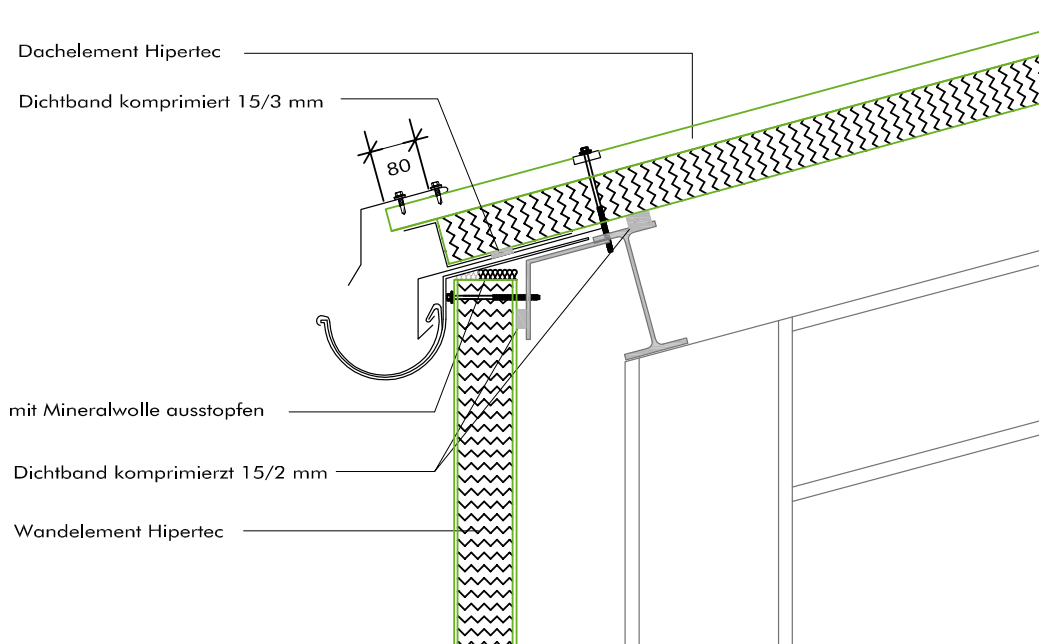 Dachelement Hipertec
Dichtband komprimiert 15/3 mm
80
mit Mineralwolle ausstopfen
Dichtband komprimierzt 15/2 mm
Wandelement Hipertec